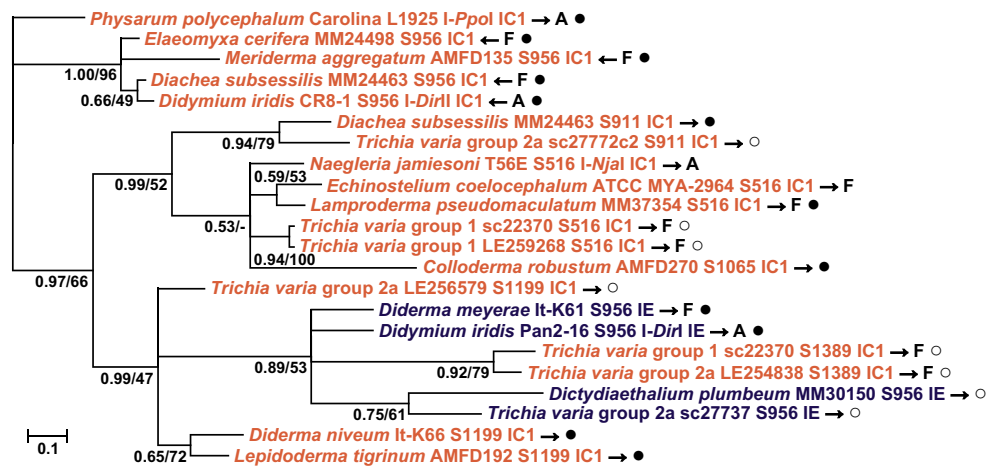 Physarum polycephalum Carolina L1925 I-PpoI IC1 → A ●
Elaeomyxa cerifera MM24498 S956 IC1 ← F ●
Meriderma aggregatum AMFD135 S956 IC1 ← F ●
1.00/96
Diachea subsessilis MM24463 S956 IC1 ← F ●
0.66/49
Didymium iridis CR8-1 S956 I-DirII IC1 ← A ●
Diachea subsessilis MM24463 S911 IC1 → ●
0.94/79
Trichia varia group 2a sc27772c2 S911 IC1 → ○
0.99/52
Naegleria jamiesoni T56E S516 I-NjaI IC1 → A
0.59/53
Echinostelium coelocephalum ATCC MYA-2964 S516 IC1 → F
Lamproderma pseudomaculatum MM37354 S516 IC1 → F ●
0.53/-
Trichia varia group 1 sc22370 S516 IC1 → F ○
Trichia varia group 1 LE259268 S516 IC1 → F ○
0.94/100
Colloderma robustum AMFD270 S1065 IC1 → ●
0.97/66
Trichia varia group 2a LE256579 S1199 IC1 → ○
Diderma meyerae It-K61 S956 IE → F ●
Didymium iridis Pan2-16 S956 I-DirI IE → A ●
Trichia varia group 1 sc22370 S1389 IC1 → F ○
0.89/53
0.92/79
Trichia varia group 2a LE254838 S1389 IC1 → F ○
0.99/47
Dictydiaethalium plumbeum MM30150 S956 IE → ○
0.75/61
Trichia varia group 2a sc27737 S956 IE → ○
Diderma niveum It-K66 S1199 IC1 → ●
0.65/72
Lepidoderma tigrinum AMFD192 S1199 IC1 → ●
0.1